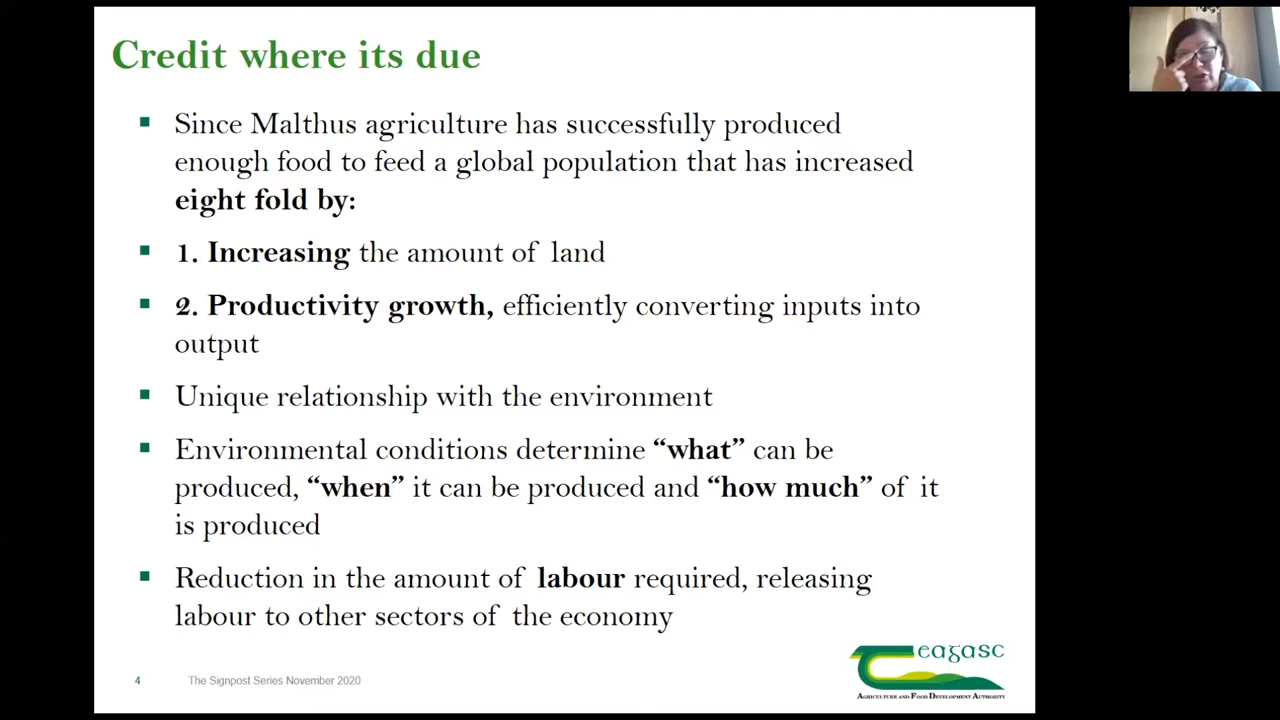 Credit where its due
Since Malthus agriculture has successfully produced
enough food to feed a global population that has increased
eight fold by:
1. Increasing the amount of land
2. Productivity growth, efficiently converting inputs into
output
Unique relationship with the environment
Environmental conditions determine “what” can be
produced, “when” it can be produced and “how much” of it
is produced
Reduction in the amount of labour required, releasing
labour to other sectors of the economy
eagasc
Agriculture and Food Development Authority
4
The Signpost Series November 2020